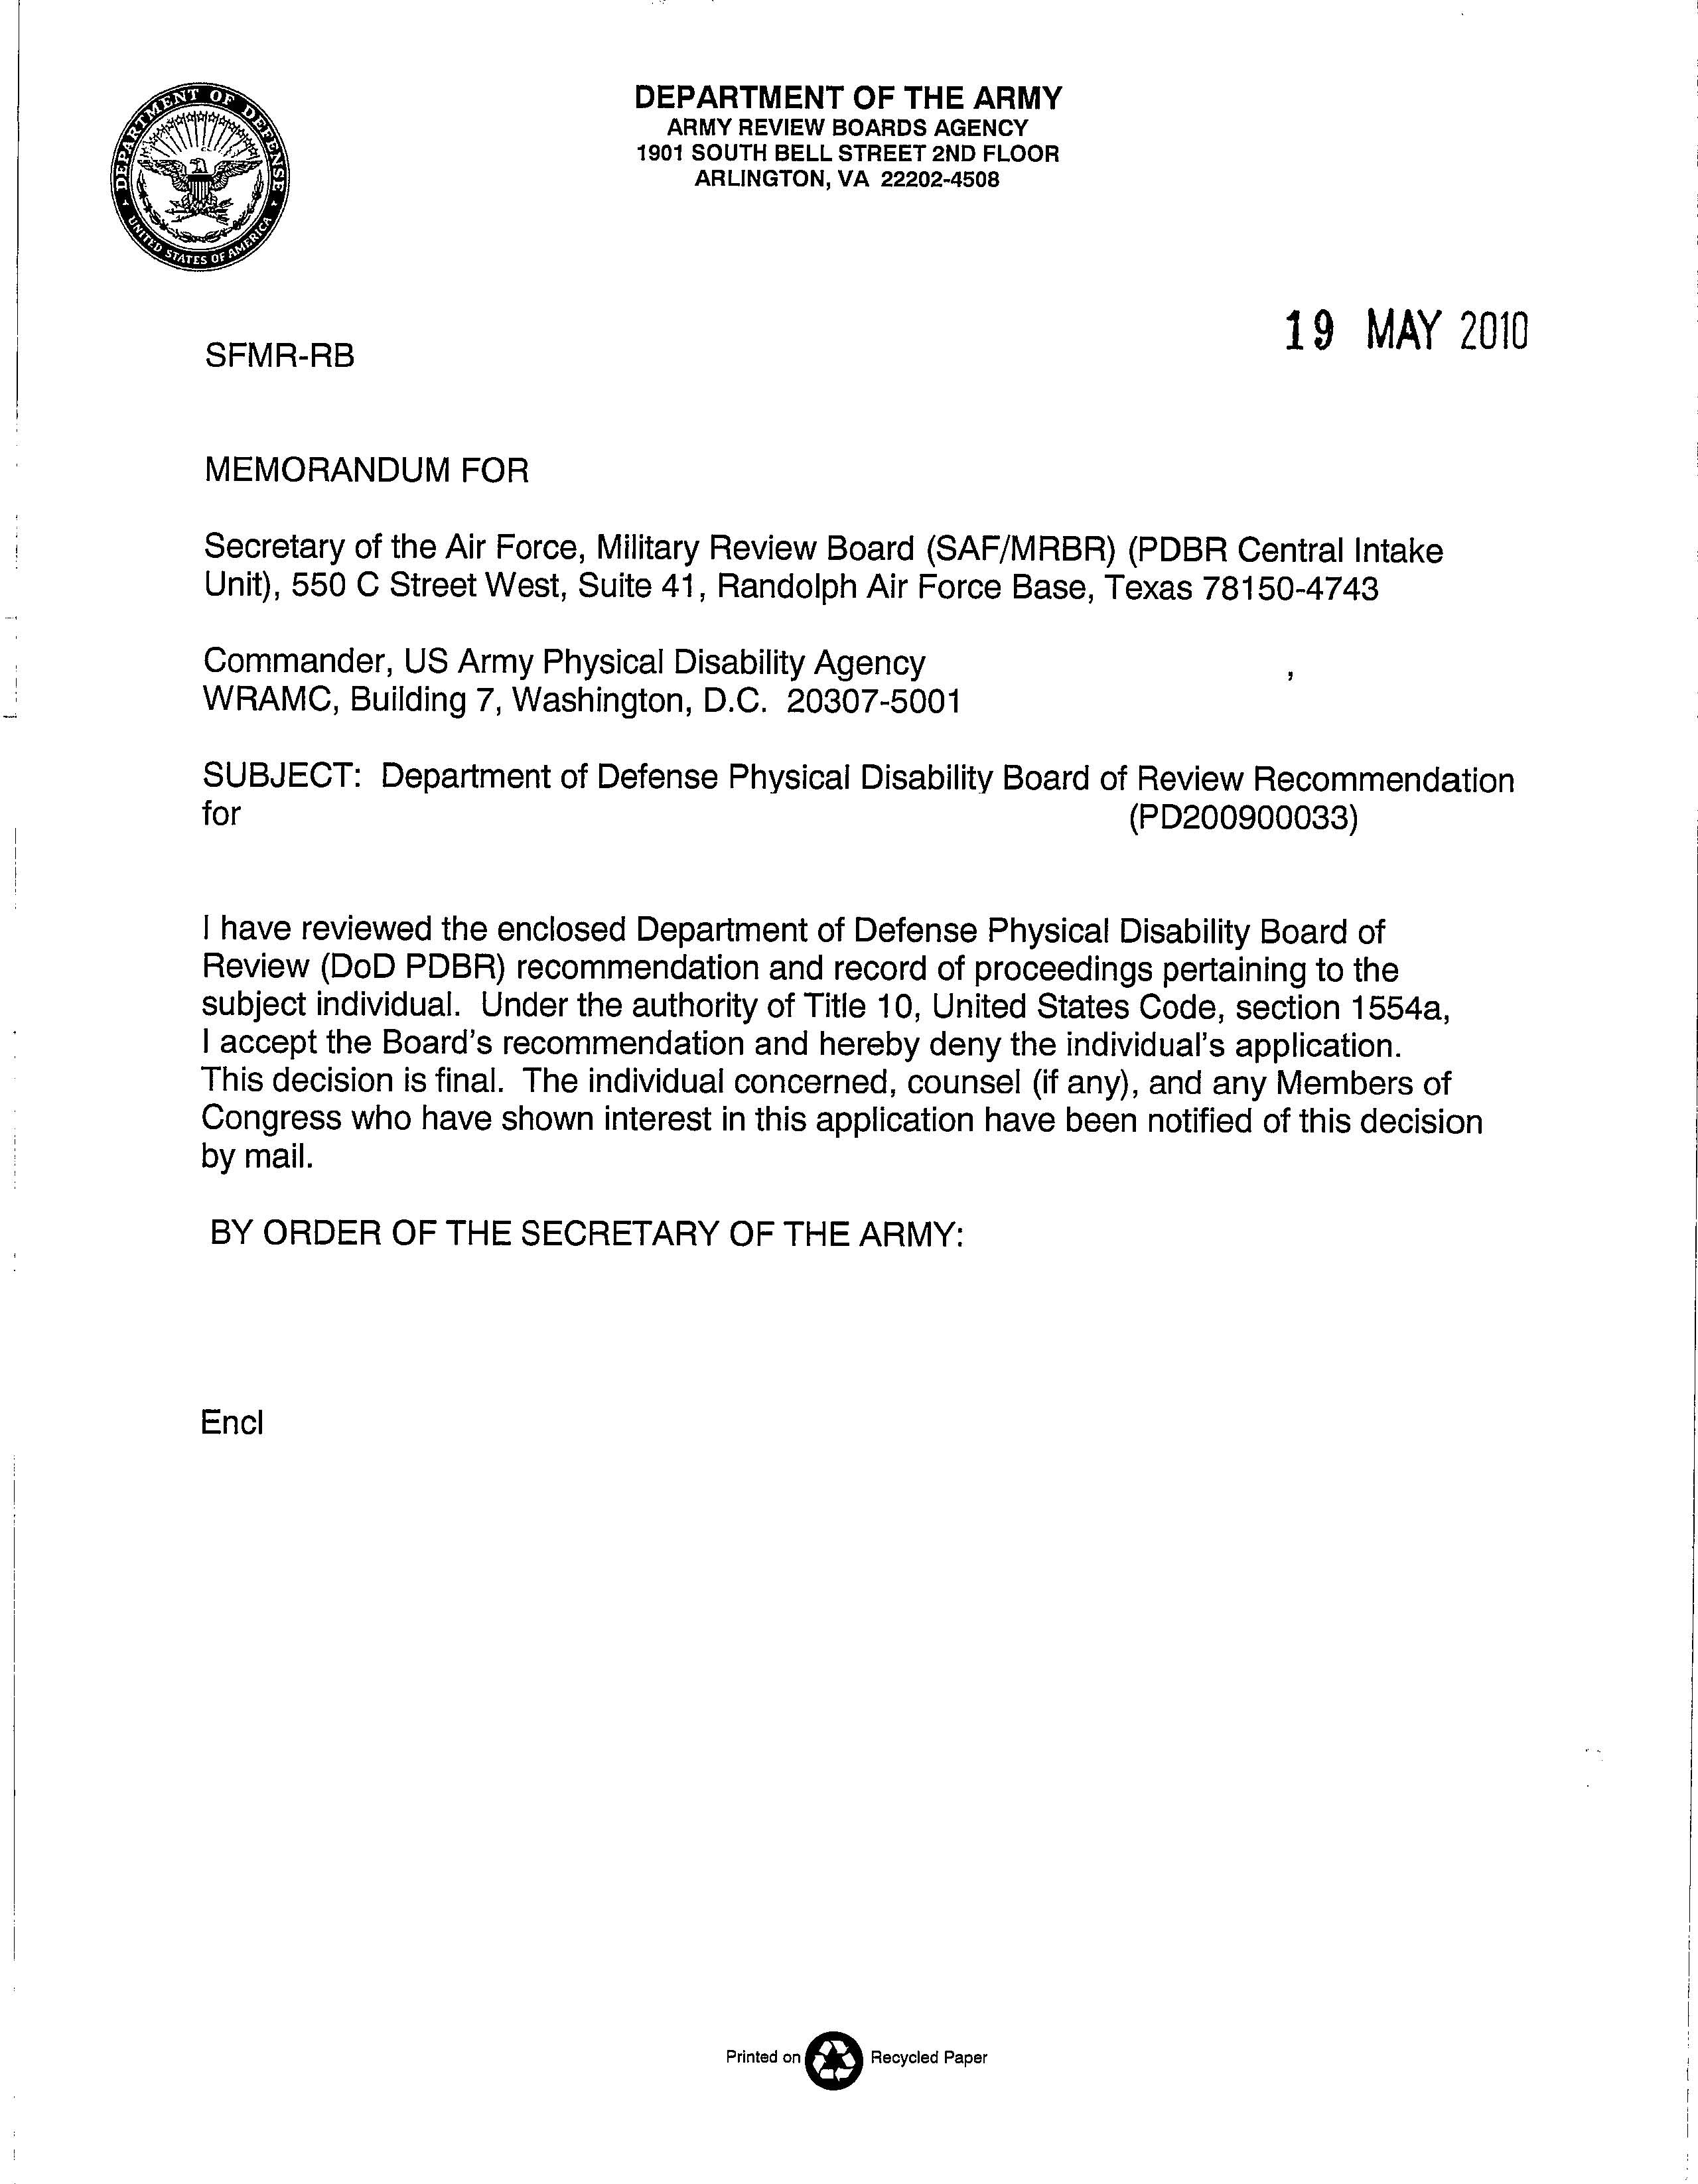 DEPARTMENT OF DEFENSE
UNITED STATES OF AMERICA
DEPARTMENT OF THE ARMY
ARMY REVIEW BOARDS AGENCY
1901 SOUTH BELL STREET 2ND FLOOR
ARLINGTON, VA 22202-4508
19 MAY 2010
SFMR-RB
MEMORANDUM FOR
Secretary of the Air Force, Military Review Board (SAF/MRBR) (PDBR Central Intake
Unit), 550 C Street West, Suite 41, Randolph Air Force Base, Texas 78150-4743
Commander, US Army Physical Disability Agency
WRAMC, Building 7, Washington, D.C. 20307-5001
SUBJECT: Department of Defense Physical Disability Board of Review Recommendation
for (PD200900033)
I have reviewed the enclosed Department of Defense Physical Disability Board of
Review (DoD PDBR) recommendation and record of proceedings pertaining to the
subject individual. Under the authority of Title 10, United States Code, section 1554a,
I accept the Board's recommendation and hereby deny the individual's application.
This decision is final. The individual concerned, counsel (if any), and any Members of
Congress who have shown interest in this application have been notified of this decision
by mail.
BY ORDER OF THE SECRETARY OF THE ARMY:
Encl
Printed on Recycled Paper